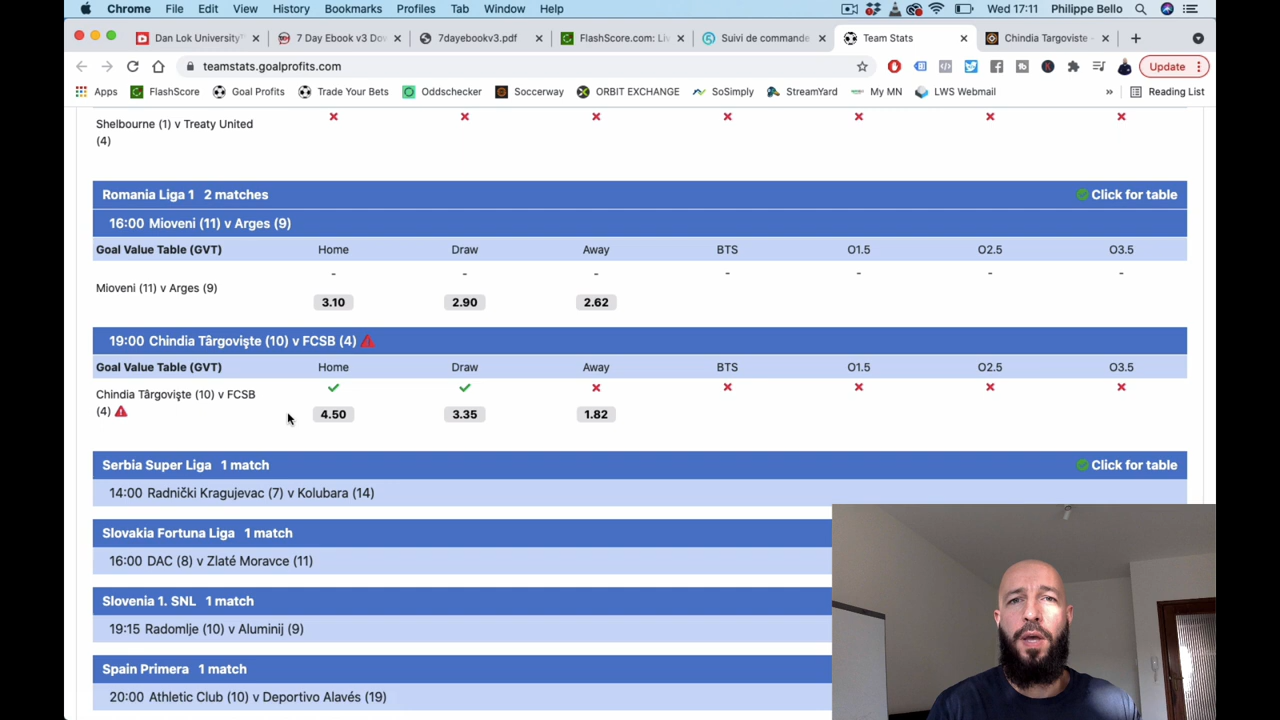 Chrome File Edit View History Bookmarks Profiles Tab Window Help Wed 17:11 Philippe Bello
Dan Lok University™ 7 Day Ebook v3 Dov 7dayebookv3.pdf FlashScore.com: Liv Suivi de commande Team Stats Chindia Targoviste -
teamstats.goalprofits.com Update
Apps FlashScore Goal Profits Trade Your Bets Oddschecker Soccerway ORBIT EXCHANGE SoSimply StreamYard My MN LWS Webmail » Reading List
Shelbourne (1) v Treaty United
(4)
Romania Liga 1 2 matches Click for table
16:00 Mioveni (11) v Arges (9)
Goal Value Table (GVT) Home Draw Away BTS O1.5 O2.5 O3.5
- - - - - - -
Mioveni (11) v Arges (9)
3.10 2.90 2.62
19:00 Chindia Târgovişte (10) v FCSB (4)
Goal Value Table (GVT) Home Draw Away BTS O1.5 O2.5 O3.5
Chindia Târgovişte (10) v FCSB
(4) 4.50 3.35 1.82
Serbia Super Liga 1 match Click for table
14:00 Radnički Kragujevac (7) v Kolubara (14)
Slovakia Fortuna Liga 1 match
16:00 DAC (8) v Zlaté Moravce (11)
Slovenia 1. SNL 1 match
19:15 Radomlje (10) v Aluminij (9)
Spain Primera 1 match
20:00 Athletic Club (10) v Deportivo Alavés (19)